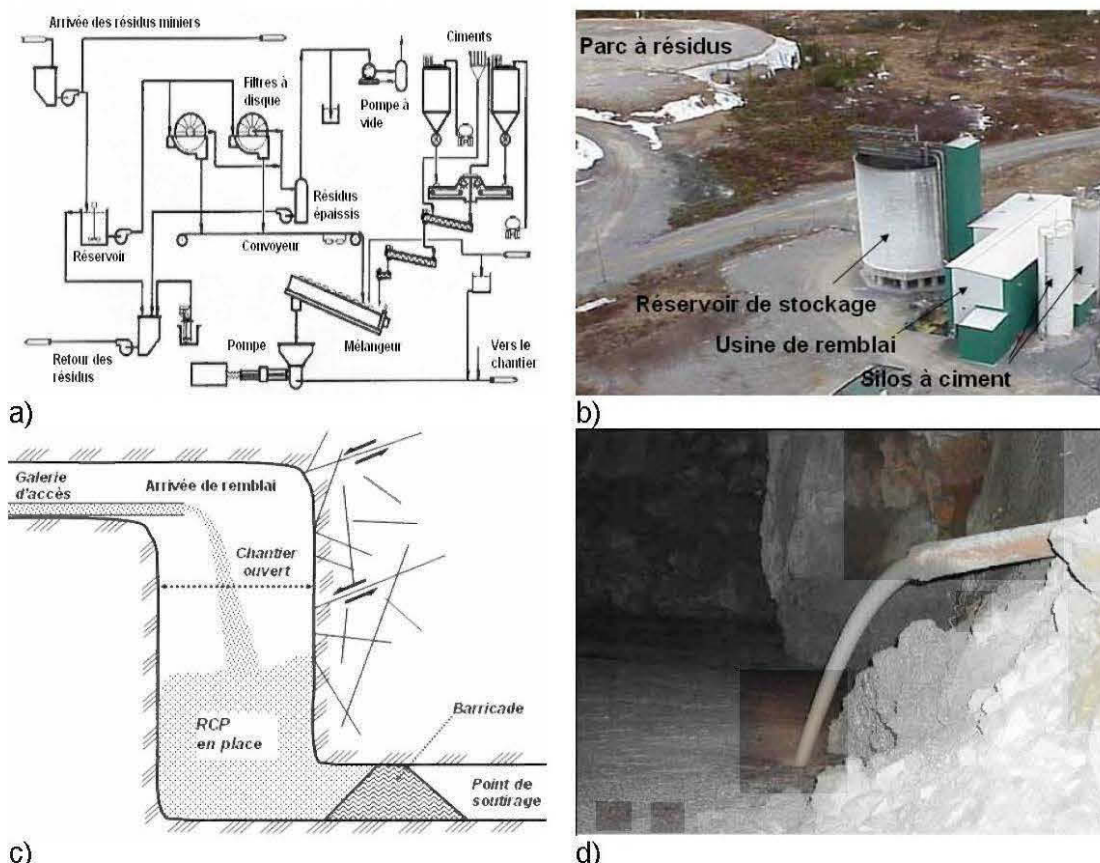 Arrivée des résidus miniers
Ciments
Filtres à
disque
Pompe à
vide
Résidus
épaissis
Réservoir
Convoyeur
Retour des
résidus
Pompe
Mélangeur
Vers le
chantier
a)
Parc à résidus
Réservoir de stockage
Usine de remblai
Silos à ciment
b)
Galerie
d'accès
Arrivée de remblai
Chantier
ouvert
RCP
en place
Barricade
Point de
soutirage
c)
d)